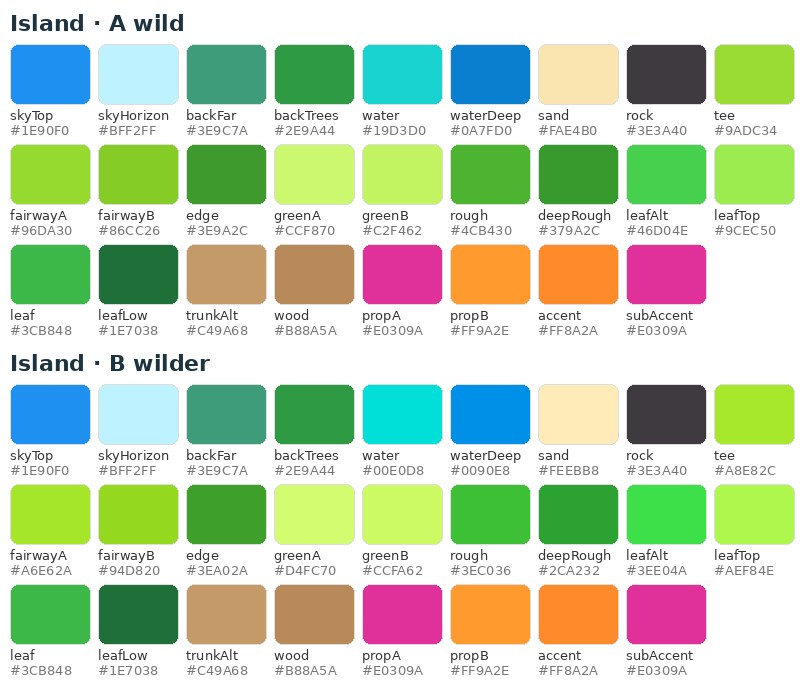 Island · A wild
skyTop skyHorizon backFar backTrees water waterDeep sand rock tee
#1E90F0 #BFF2FF #3E9C7A #2E9A44 #19D3D0 #0A7FD0 #FAE4B0 #3E3A40 #9ADC34
fairwayA fairwayB edge greenA greenB rough deepRough leafAlt leafTop
#96DA30 #86CC26 #3E9A2C #CCF870 #C2F462 #4CB430 #379A2C #46D04E #9CEC50
leaf leafLow trunkAlt wood propA propB accent subAccent
#3CB848 #1E7038 #C49A68 #B88A5A #E0309A #FF9A2E #FF8A2A #E0309A
Island · B wilder
skyTop skyHorizon backFar backTrees water waterDeep sand rock tee
#1E90F0 #BFF2FF #3E9C7A #2E9A44 #00E0D8 #0090E8 #FEEBB8 #3E3A40 #A8E82C
fairwayA fairwayB edge greenA greenB rough deepRough leafAlt leafTop
#A6E62A #94D820 #3EA02A #D4FC70 #CCFA62 #3EC036 #2CA232 #3EE04A #AEF84E
leaf leafLow trunkAlt wood propA propB accent subAccent
#3CB848 #1E7038 #C49A68 #B88A5A #E0309A #FF9A2E #FF8A2A #E0309A